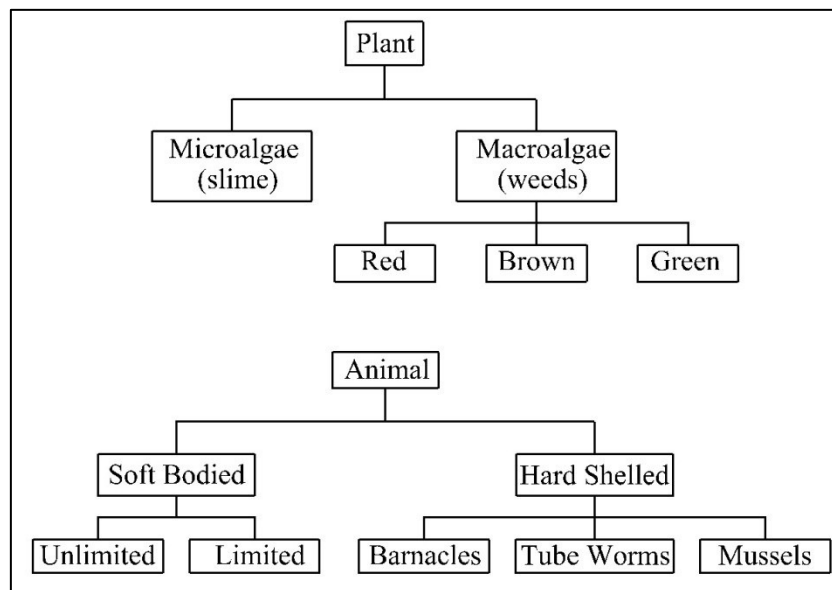 Plant
Microalgae
(slime)
Macroalgae
(weeds)
Red
Brown
Green
Animal
Soft Bodied
Hard Shelled
Unlimited
Limited
Barnacles
Tube Worms
Mussels